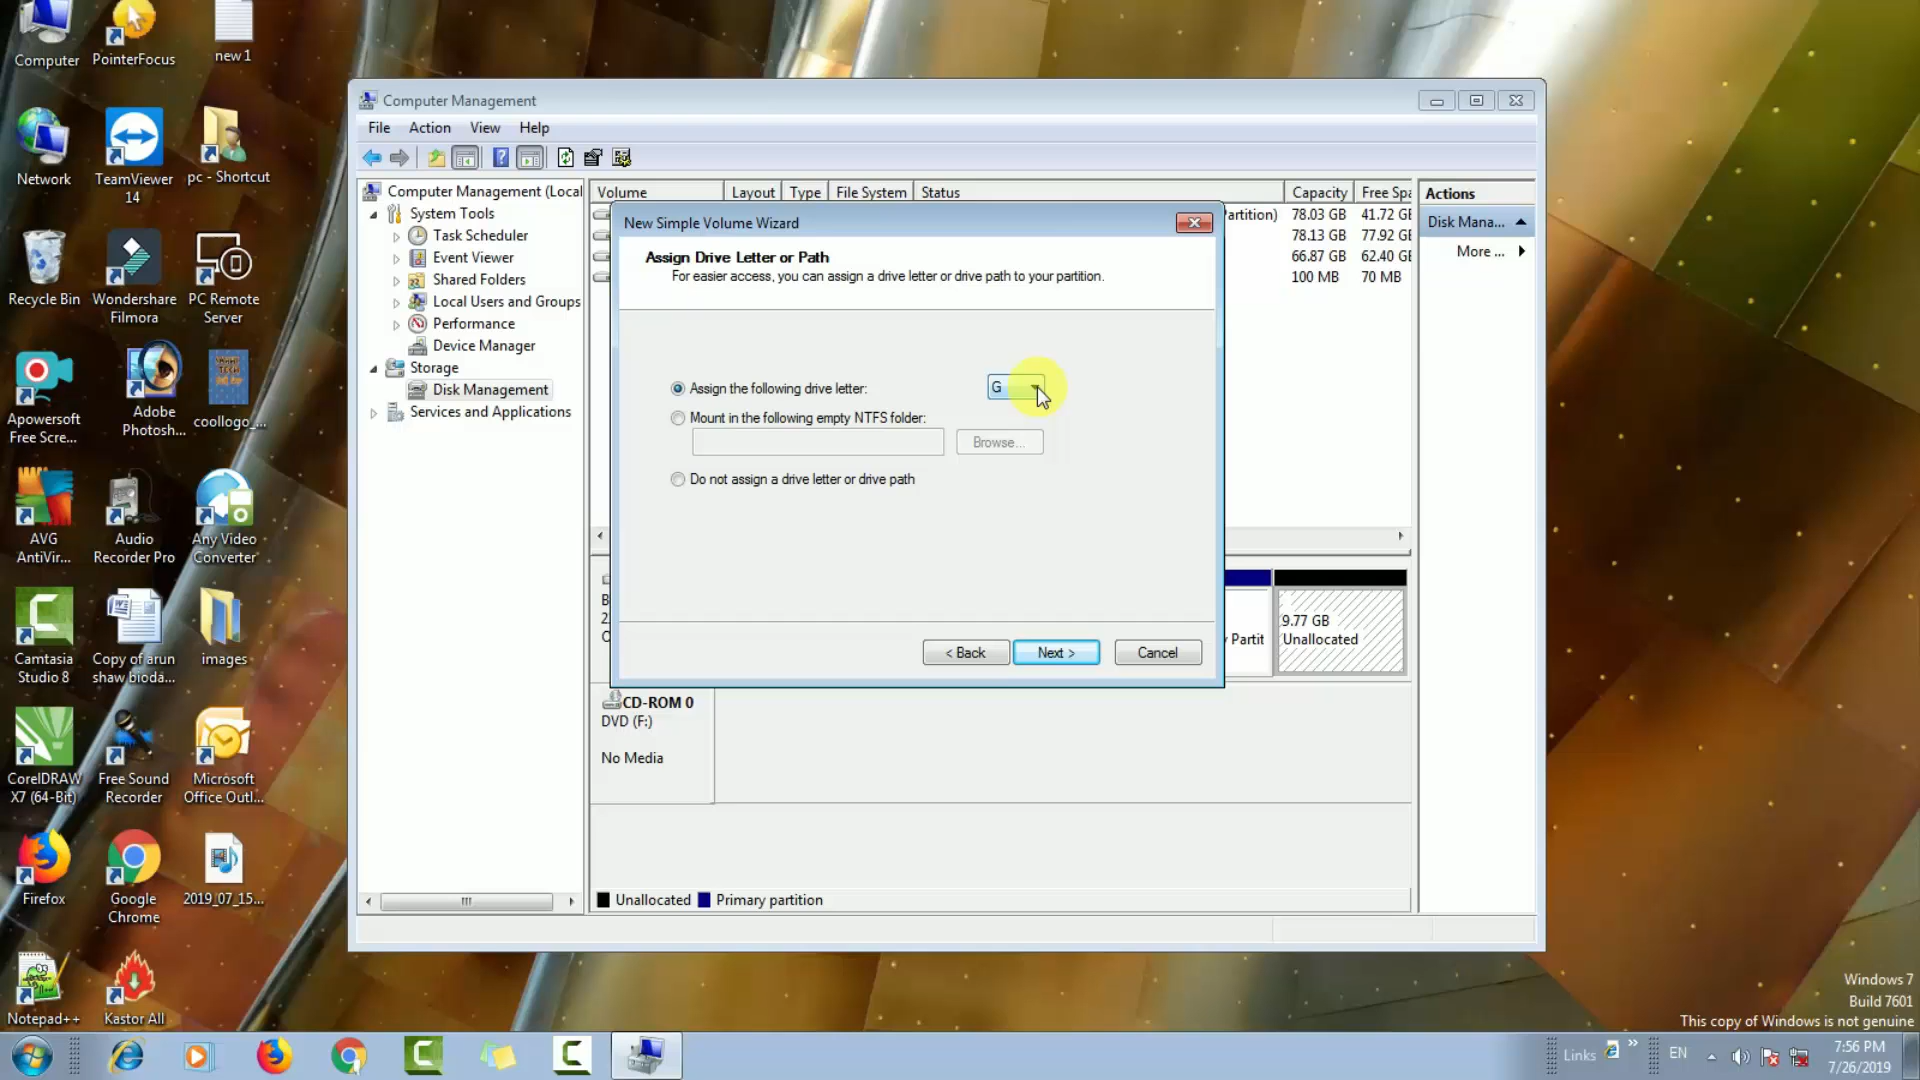 Computer
PointerFocus
new 1
Network
TeamViewer
14
pc - Shortcut
Recycle Bin
Wondershare
Filmora
PC Remote
Server
Apowersoft
Free Scre...
Adobe
Photosh...
coollogo_...
AVG
AntiVir...
Audio
Recorder Pro
Any Video
Converter
Camtasia
Studio 8
Copy of arun
shaw bioda...
images
CorelDRAW
X7 (64-Bit)
Free Sound
Recorder
Microsoft
Office Outl...
Firefox
Google
Chrome
2019_07_15...
Notepad++
Kastor All
Computer Management
File Action View Help
Computer Management (Local
System Tools
Task Scheduler
Event Viewer
Shared Folders
Local Users and Groups
Performance
Device Manager
Storage
Disk Management
Services and Applications
Volume Layout Type File System Status Capacity Free Spa
artition) 78.03 GB 41.72 GB
78.13 GB 77.92 GB
66.87 GB 62.40 GB
100 MB 70 MB
Actions
Disk Mana...
More ...
New Simple Volume Wizard
Assign Drive Letter or Path
For easier access, you can assign a drive letter or drive path to your partition.
Assign the following drive letter: G
Mount in the following empty NTFS folder:
Browse...
Do not assign a drive letter or drive path
< Back Next > Cancel
B
2
O
y Partit
9.77 GB
Unallocated
CD-ROM 0
DVD (F:)
No Media
Unallocated Primary partition
Windows 7
Build 7601
This copy of Windows is not genuine
Links
EN
7:56 PM
7/26/2019